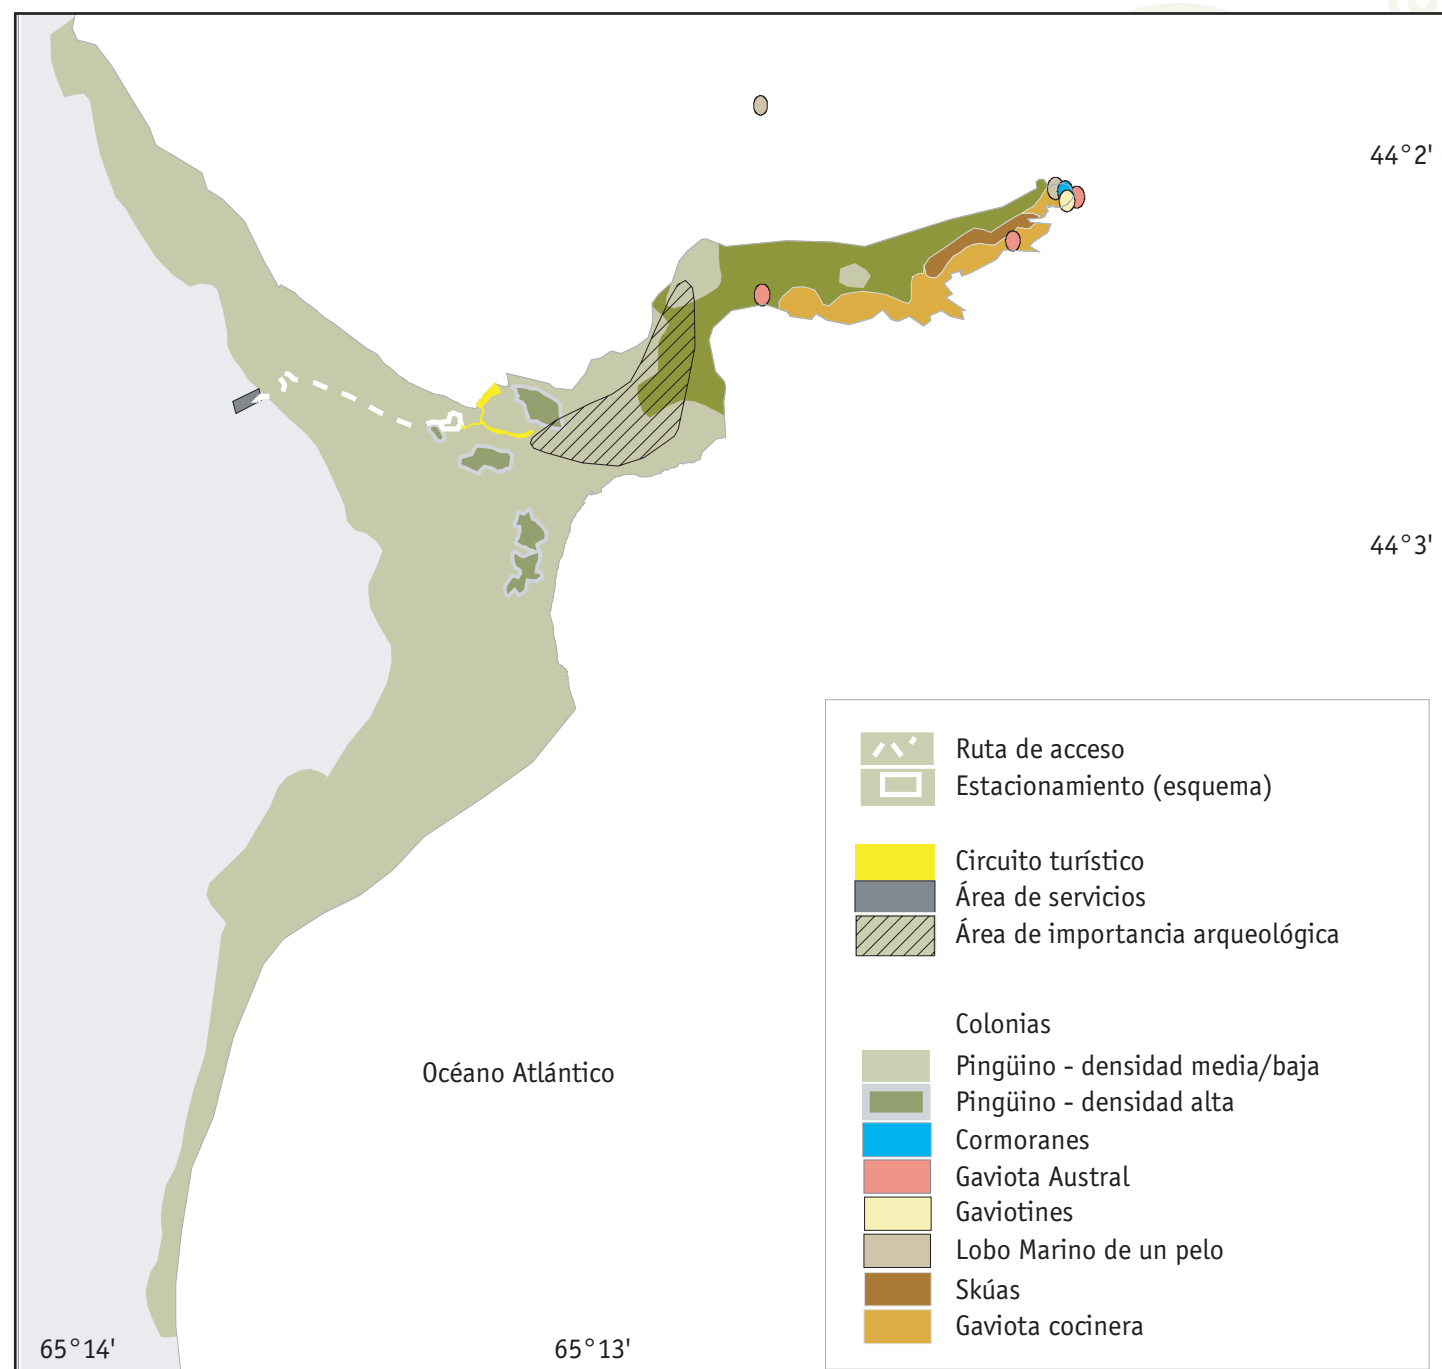 44°2'
44°3'
Ruta de acceso
Estacionamiento (esquema)
Circuito turístico
Área de servicios
Área de importancia arqueológica
Colonias
Pingüino - densidad media/baja
Pingüino - densidad alta
Cormoranes
Gaviota Austral
Gaviotines
Lobo Marino de un pelo
Skúas
Gaviota cocinera
Océano Atlántico
65°14'
65°13'